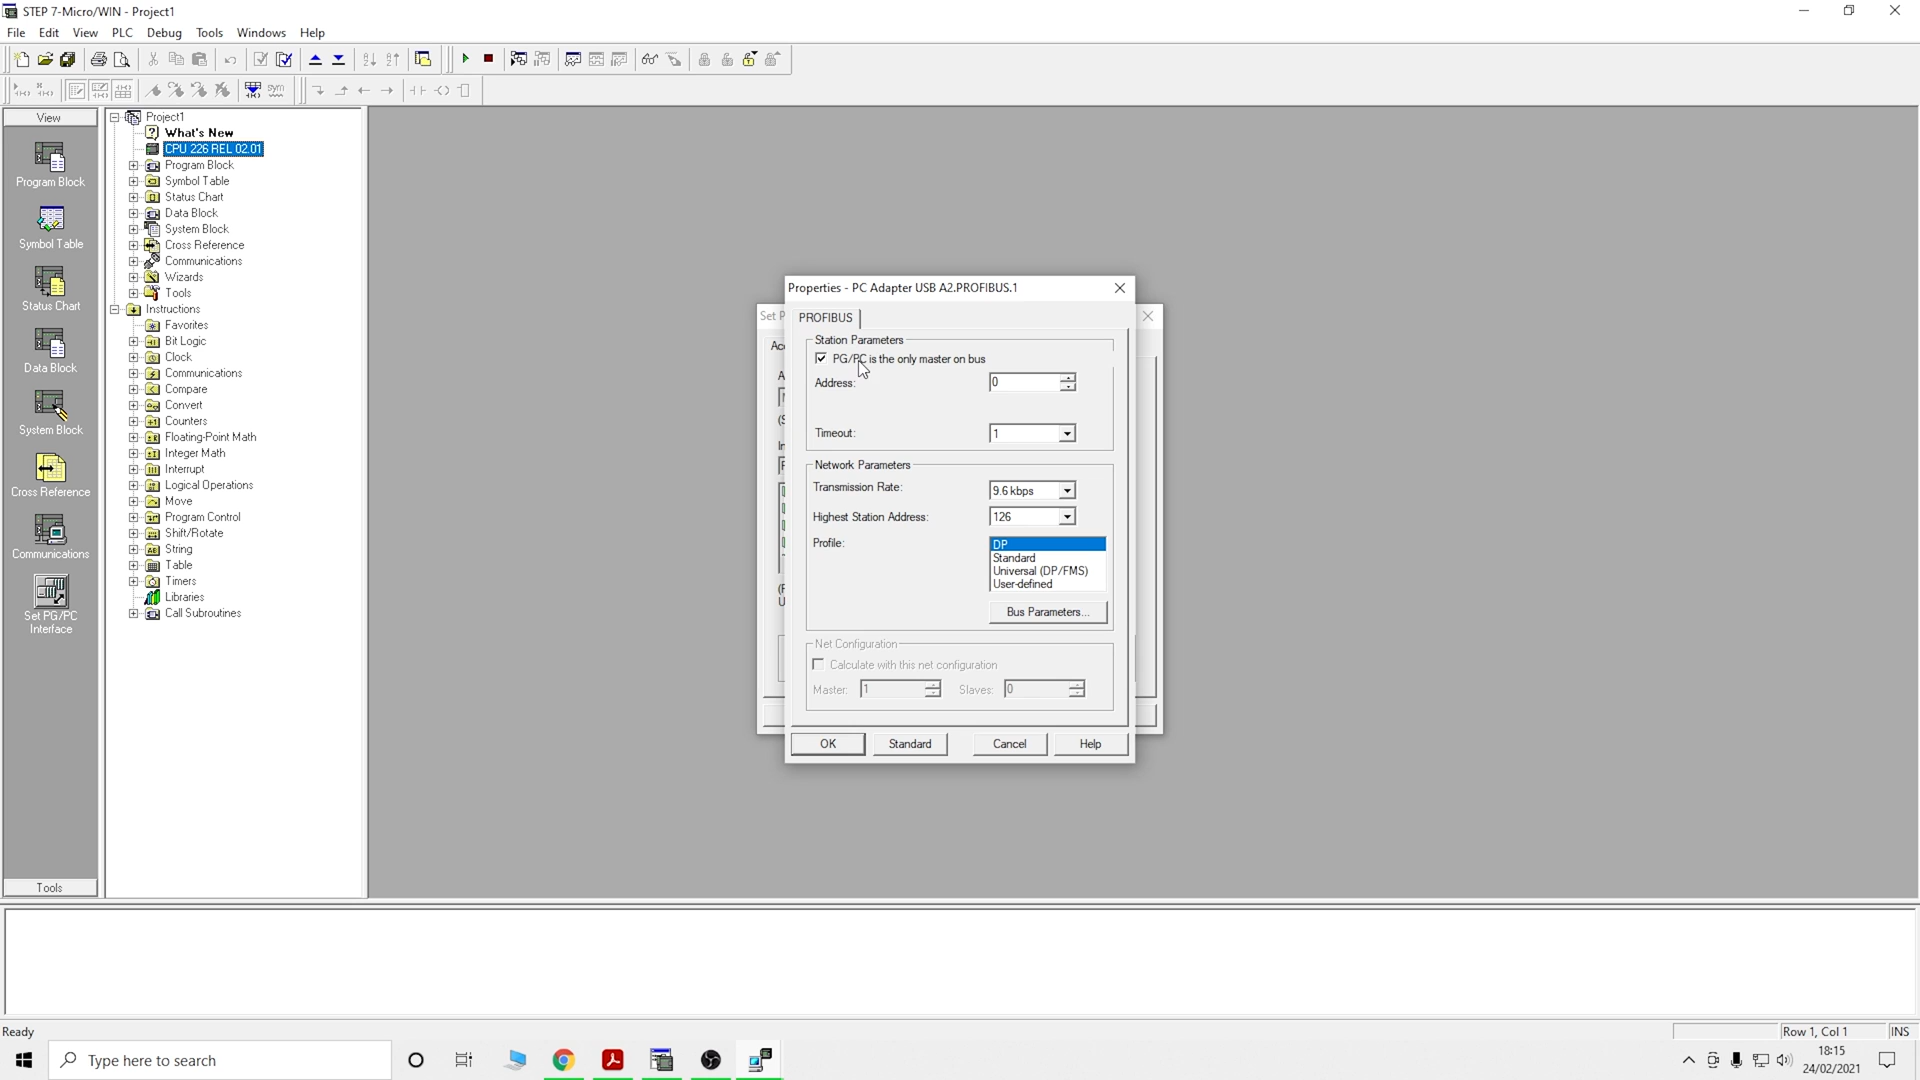 STEP 7-Micro/WIN - Project1
File Edit View PLC Debug Tools Windows Help
View
Program Block
Symbol Table
Status Chart
Data Block
System Block
Cross Reference
Communications
Set PG/PC
Interface
Tools
Project1
What's New
CPU 226 REL 02.01
Program Block
Symbol Table
Status Chart
Data Block
System Block
Cross Reference
Communications
Wizards
Tools
Instructions
Favorites
Bit Logic
Clock
Communications
Compare
Convert
Counters
Floating-Point Math
Integer Math
Interrupt
Logical Operations
Move
Program Control
Shift/Rotate
String
Table
Timers
Libraries
Call Subroutines
Set P
Properties - PC Adapter USB A2.PROFIBUS.1
PROFIBUS
Station Parameters
PG/PC is the only master on bus
Address: 0
Timeout: 1
Network Parameters
Transmission Rate: 9.6 kbps
Highest Station Address: 126
Profile: DP
Standard
Universal (DP/FMS)
User-defined
Bus Parameters...
Net Configuration
Calculate with this net configuration
Master: 1 Slaves: 0
OK Standard Cancel Help
Ready
Row 1, Col 1 INS
Type here to search
18:15
24/02/2021